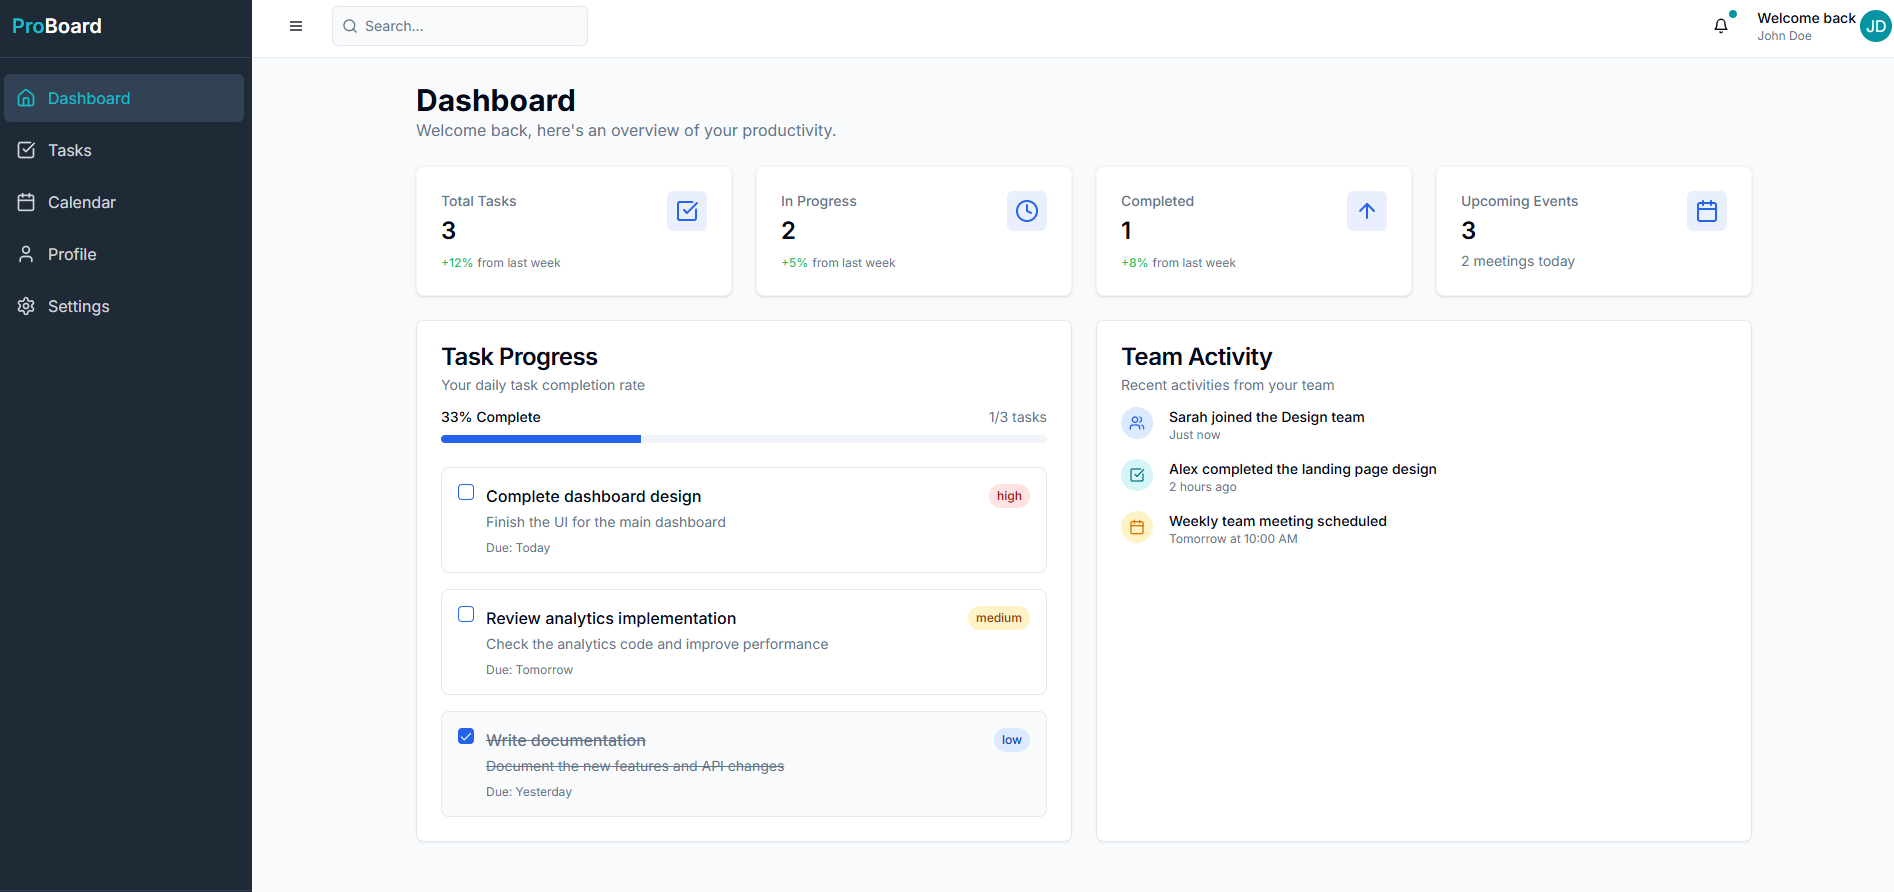 ProBoard
Search...
Welcome back
John Doe
JD
Dashboard
Tasks
Calendar
Profile
Settings
Dashboard
Welcome back, here's an overview of your productivity.
Total Tasks
3
+12% from last week
In Progress
2
+5% from last week
Completed
1
+8% from last week
Upcoming Events
3
2 meetings today
Task Progress
Your daily task completion rate
33% Complete 1/3 tasks
Complete dashboard design high
Finish the UI for the main dashboard
Due: Today
Review analytics implementation medium
Check the analytics code and improve performance
Due: Tomorrow
Write documentation low
Document the new features and API changes
Due: Yesterday
Team Activity
Recent activities from your team
Sarah joined the Design team
Just now
Alex completed the landing page design
2 hours ago
Weekly team meeting scheduled
Tomorrow at 10:00 AM